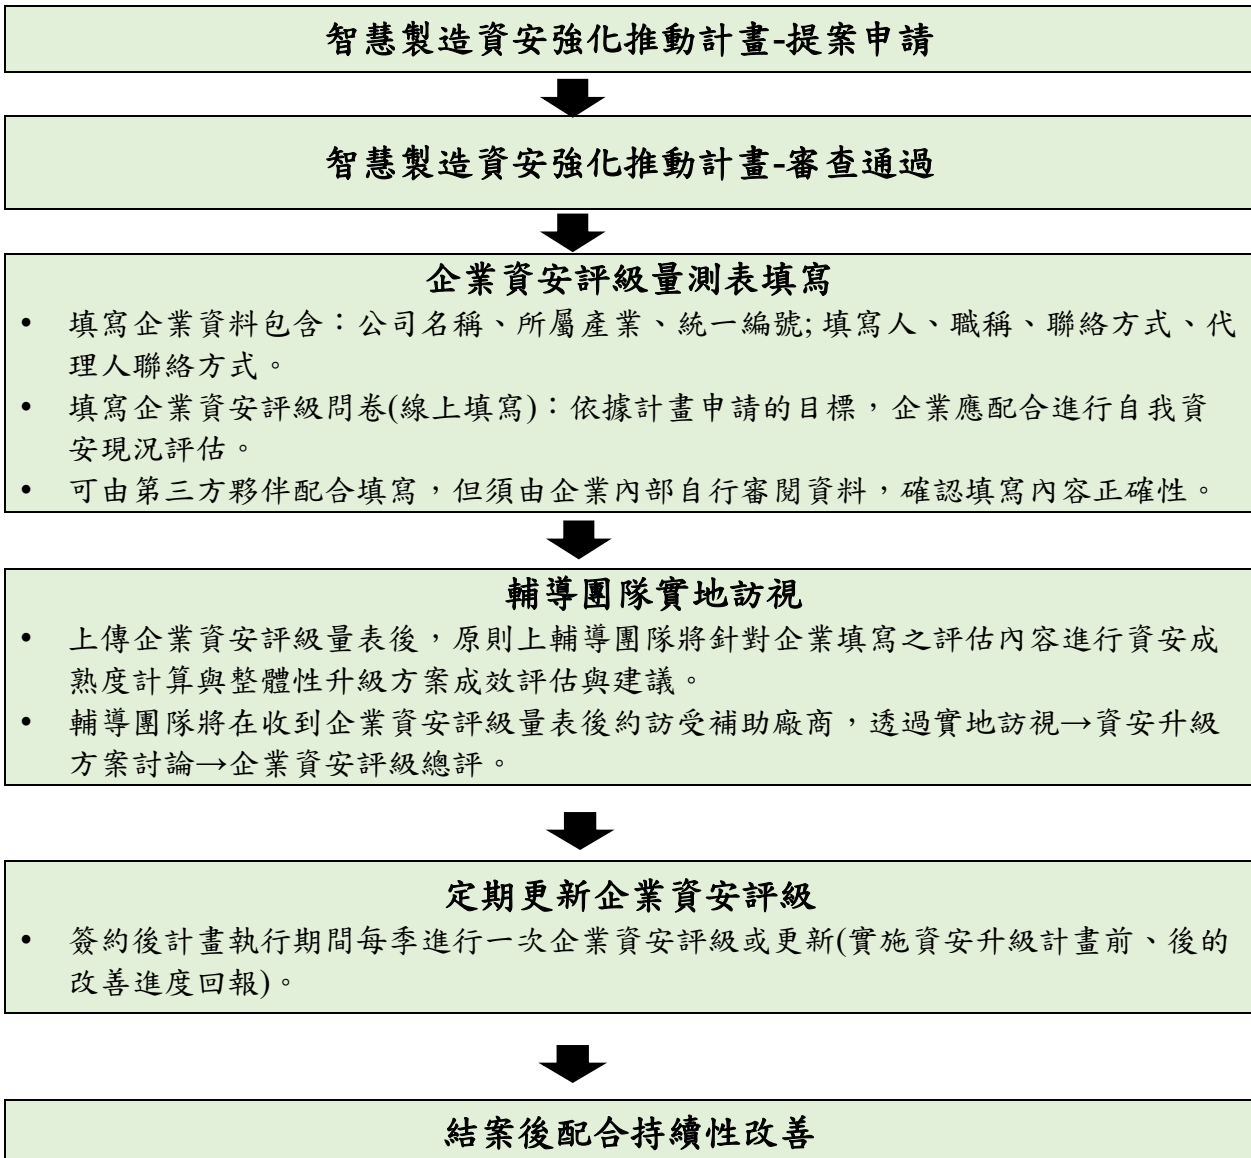 智慧製造資安強化推動計畫-提案申請
智慧製造資安強化推動計畫-審查通過
企業資安評級量測表填寫
• 填寫企業資料包含：公司名稱、所屬產業、統一編號; 填寫人、職稱、聯絡方式、代
理人聯絡方式。
• 填寫企業資安評級問卷(線上填寫)：依據計畫申請的目標，企業應配合進行自我資
安現況評估。
• 可由第三方夥伴配合填寫，但須由企業內部自行審閱資料，確認填寫內容正確性。
輔導團隊實地訪視
• 上傳企業資安評級量表後，原則上輔導團隊將針對企業填寫之評估內容進行資安成
熟度計算與整體性升級方案成效評估與建議。
• 輔導團隊將在收到企業資安評級量表後約訪受補助廠商，透過實地訪視→資安升級
方案討論→企業資安評級總評。
定期更新企業資安評級
• 簽約後計畫執行期間每季進行一次企業資安評級或更新(實施資安升級計畫前、後的
改善進度回報)。
結案後配合持續性改善